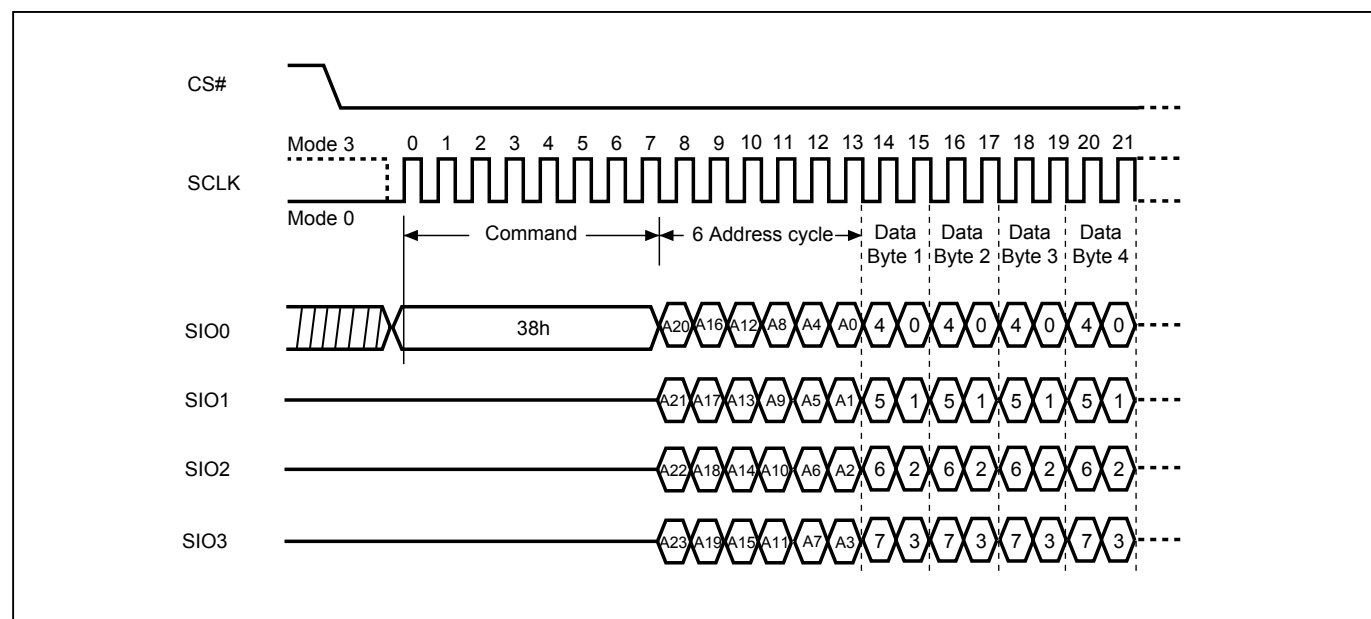 CS#
Mode 3
0 1 2 3 4 5 6 7 8 9 10 11 12 13 14 15 16 17 18 19 20 21
SCLK
Mode 0
Command
6 Address cycle
Data Byte 1
Data Byte 2
Data Byte 3
Data Byte 4
SIO0
38h
A20 A16 A12 A8 A4 A0 4 0 4 0 4 0 4 0
SIO1
A21 A17 A13 A9 A5 A1 5 1 5 1 5 1 5 1
SIO2
A22 A18 A14 A10 A6 A2 6 2 6 2 6 2 6 2
SIO3
A23 A19 A15 A11 A7 A3 7 3 7 3 7 3 7 3